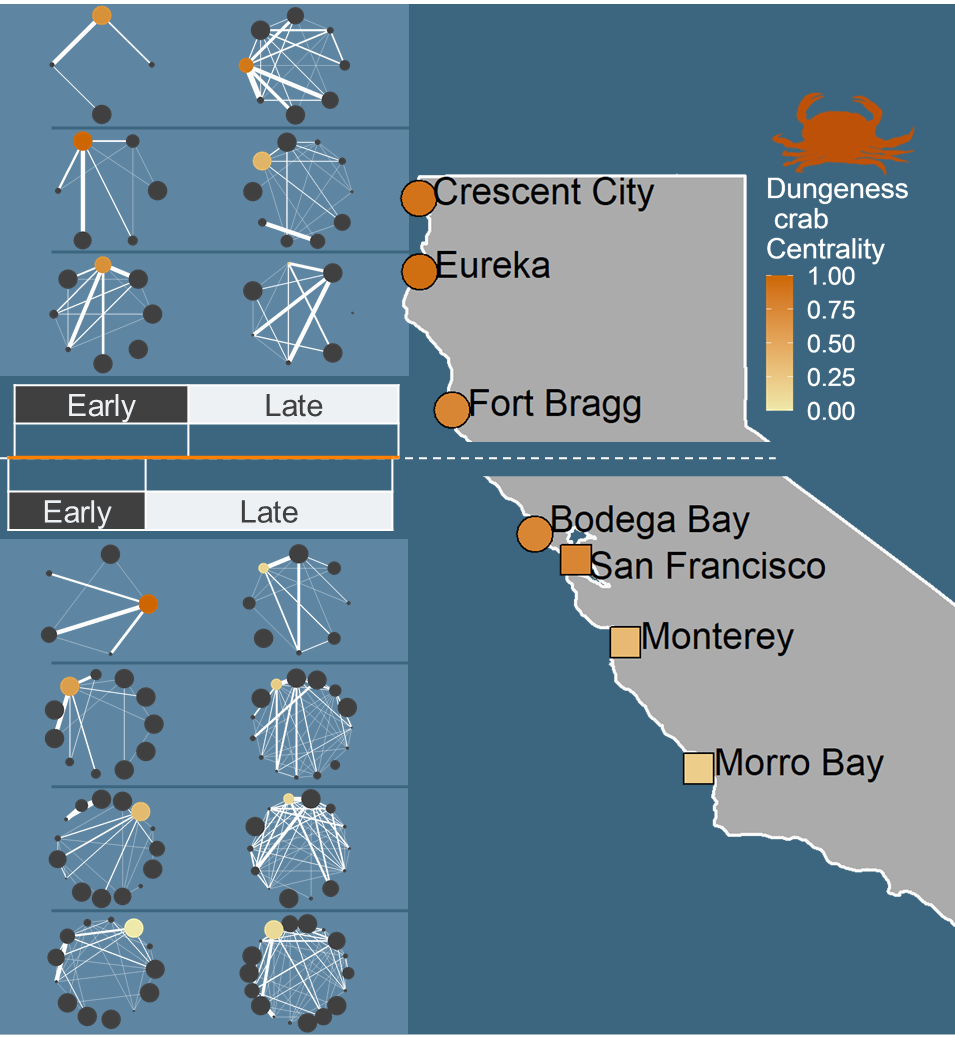 Crescent City
Eureka
Fort Bragg
Dungeness
crab
Centrality
1.00
0.75
0.50
0.25
0.00
Early Late
Early Late
Bodega Bay
San Francisco
Monterey
Morro Bay